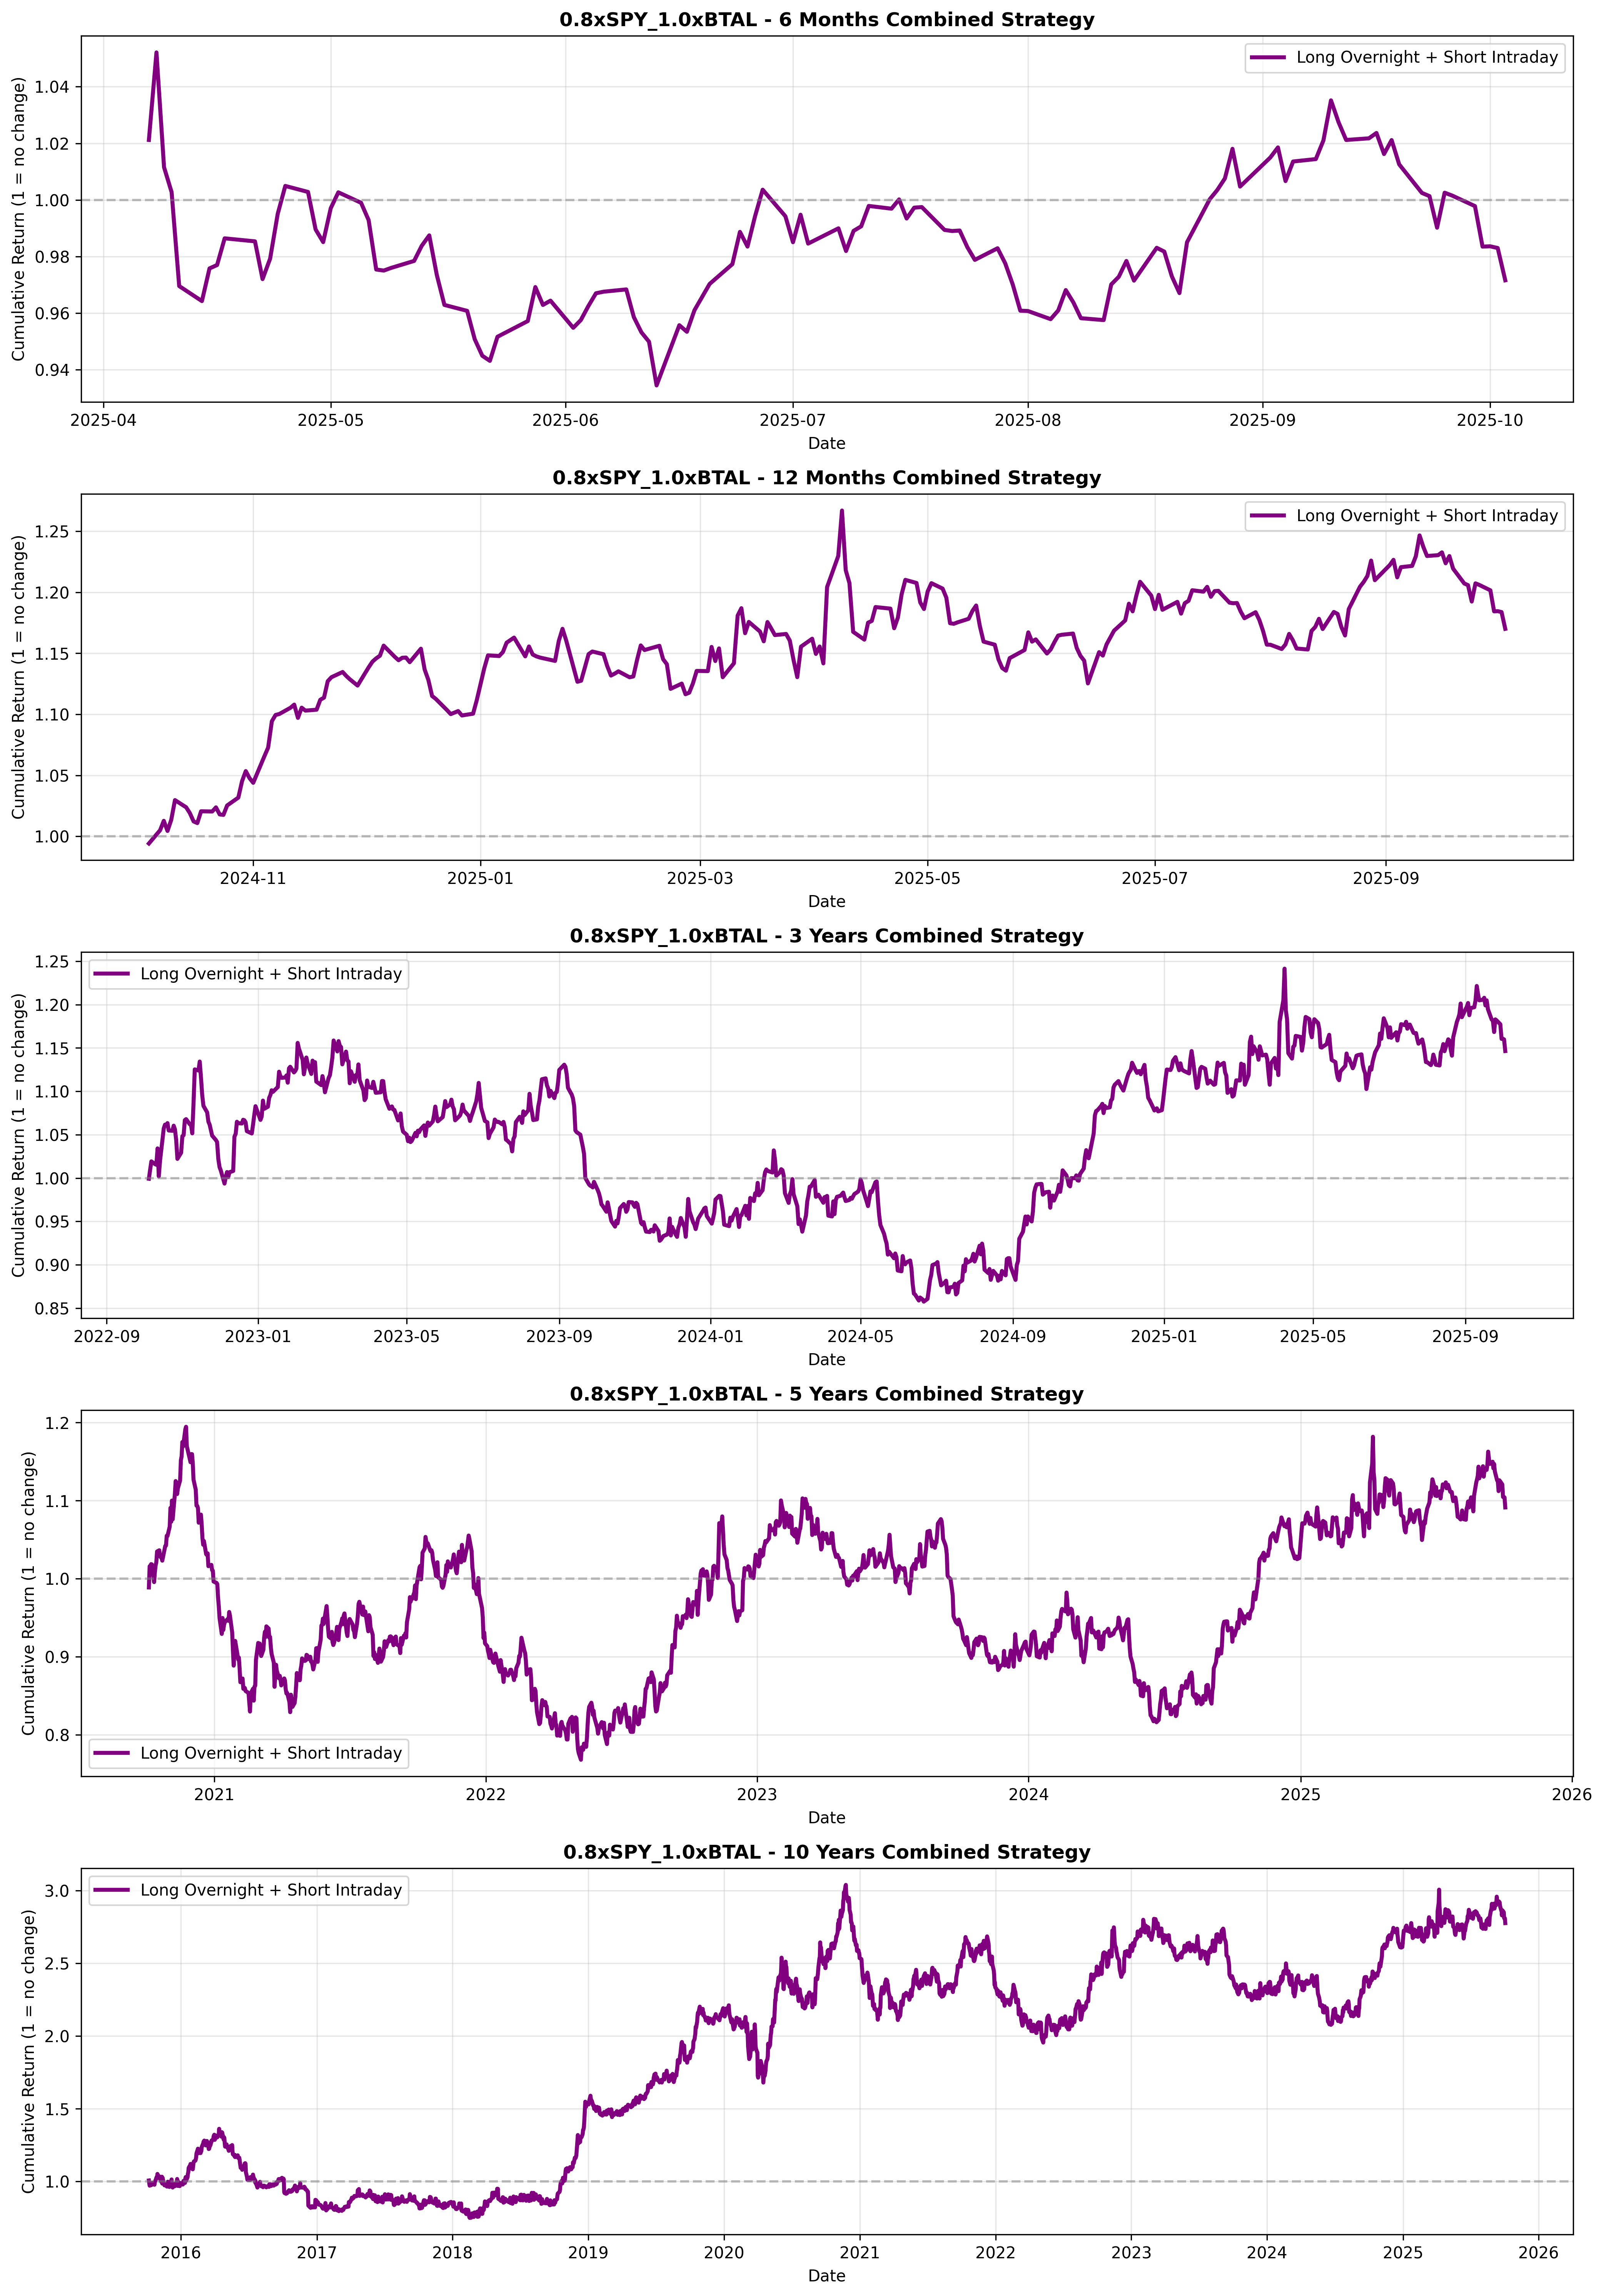 0.8xSPY_1.0xBTAL - 6 Months Combined Strategy
Long Overnight + Short Intraday
Cumulative Return (1 = no change)
1.04
1.02
1.00
0.98
0.96
0.94
2025-04 2025-05 2025-06 2025-07 2025-08 2025-09 2025-10
Date
0.8xSPY_1.0xBTAL - 12 Months Combined Strategy
Long Overnight + Short Intraday
Cumulative Return (1 = no change)
1.25
1.20
1.15
1.10
1.05
1.00
2024-11 2025-01 2025-03 2025-05 2025-07 2025-09
Date
0.8xSPY_1.0xBTAL - 3 Years Combined Strategy
Long Overnight + Short Intraday
Cumulative Return (1 = no change)
1.25
1.20
1.15
1.10
1.05
1.00
0.95
0.90
0.85
2022-09 2023-01 2023-05 2023-09 2024-01 2024-05 2024-09 2025-01 2025-05 2025-09
Date
0.8xSPY_1.0xBTAL - 5 Years Combined Strategy
Cumulative Return (1 = no change)
1.2
1.1
1.0
0.9
0.8
Long Overnight + Short Intraday
2021 2022 2023 2024 2025 2026
Date
0.8xSPY_1.0xBTAL - 10 Years Combined Strategy
Long Overnight + Short Intraday
Cumulative Return (1 = no change)
3.0
2.5
2.0
1.5
1.0
2016 2017 2018 2019 2020 2021 2022 2023 2024 2025 2026
Date